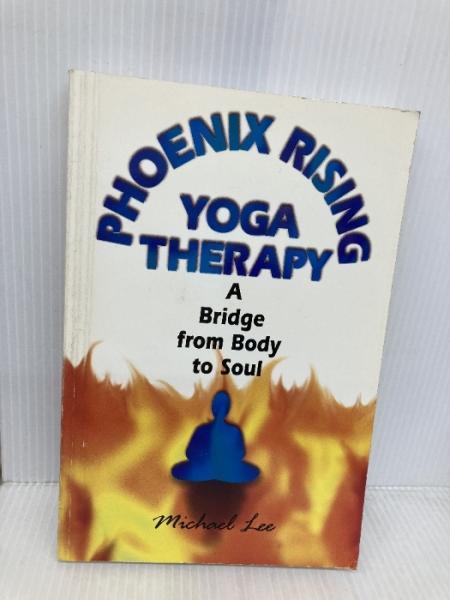 PHOENIX RISING
YOGA
THERAPY
A
Bridge
from Body
to Soul
Michael Lee